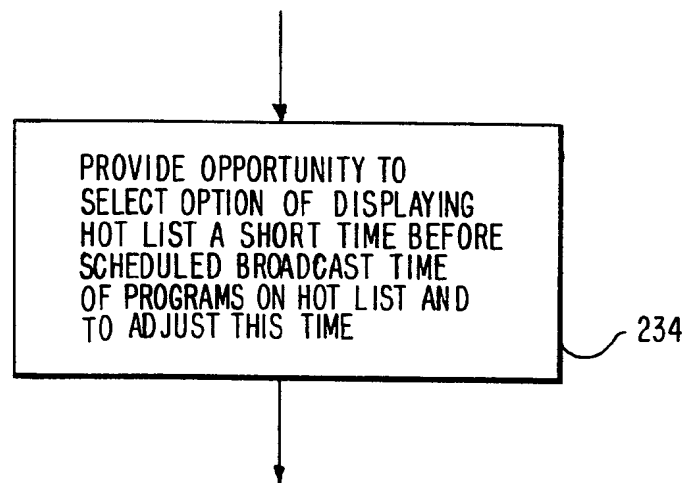 PROVIDE OPPORTUNITY TO
SELECT OPTION OF DISPLAYING
HOT LIST A SHORT TIME BEFORE
SCHEDULED BROADCAST TIME
OF PROGRAMS ON HOT LIST AND
TO ADJUST THIS TIME
234